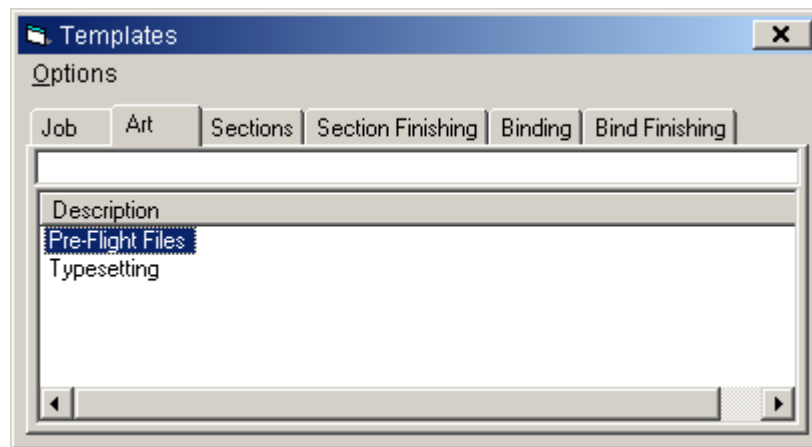 Templates
Options
Job Art Sections Section Finishing Binding Bind Finishing
Description
Pre-Flight Files
Typesetting